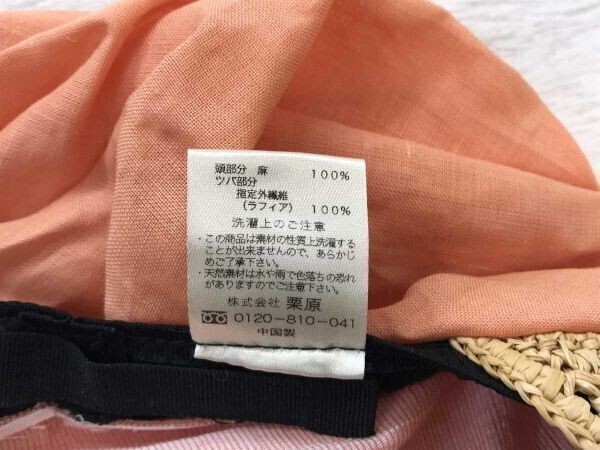 頭部分 麻 100%
ツバ部分
指定外繊維
(ラフィア) 100%
洗濯上のご注意
・この商品は素材の性質上洗濯する
ことが出来ませんので、あらかじ
めご了承下さい。
・天然素材は水や雨で色落ちの恐れ
がありますのでご注意下さい。
株式会社 栗原
0120-810-041
中国製